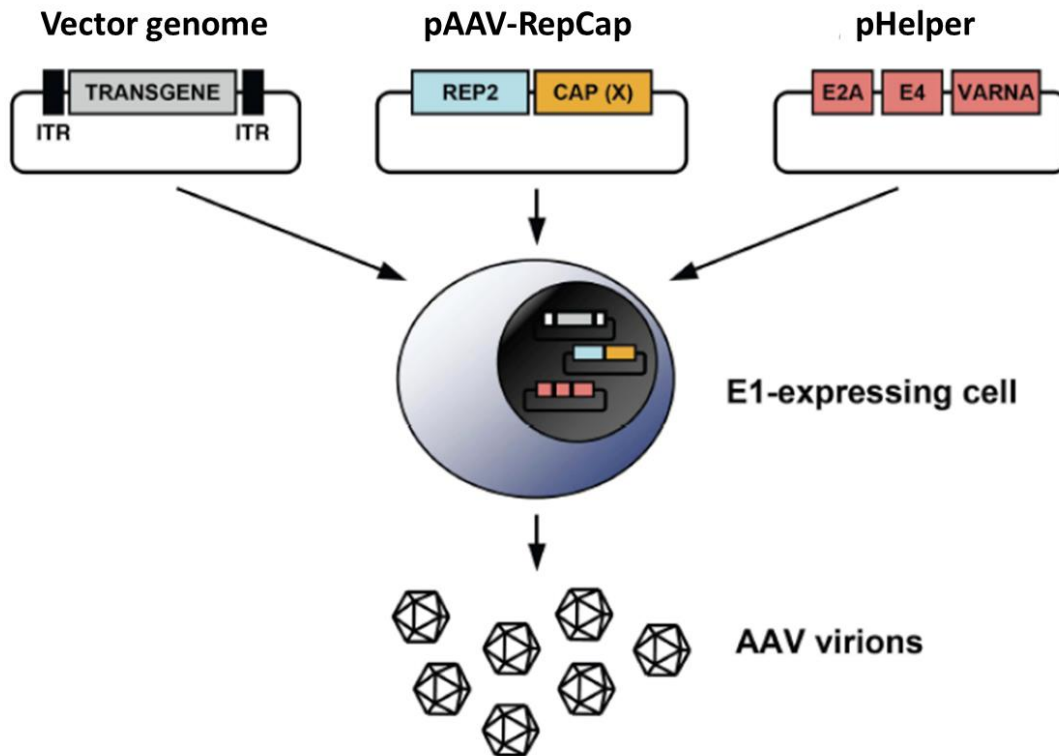 Vector genome
pAAV-RepCap
pHelper
TRANSGENE
ITR
ITR
REP2
CAP (X)
E2A
E4
VARNA
E1-expressing cell
AAV virions